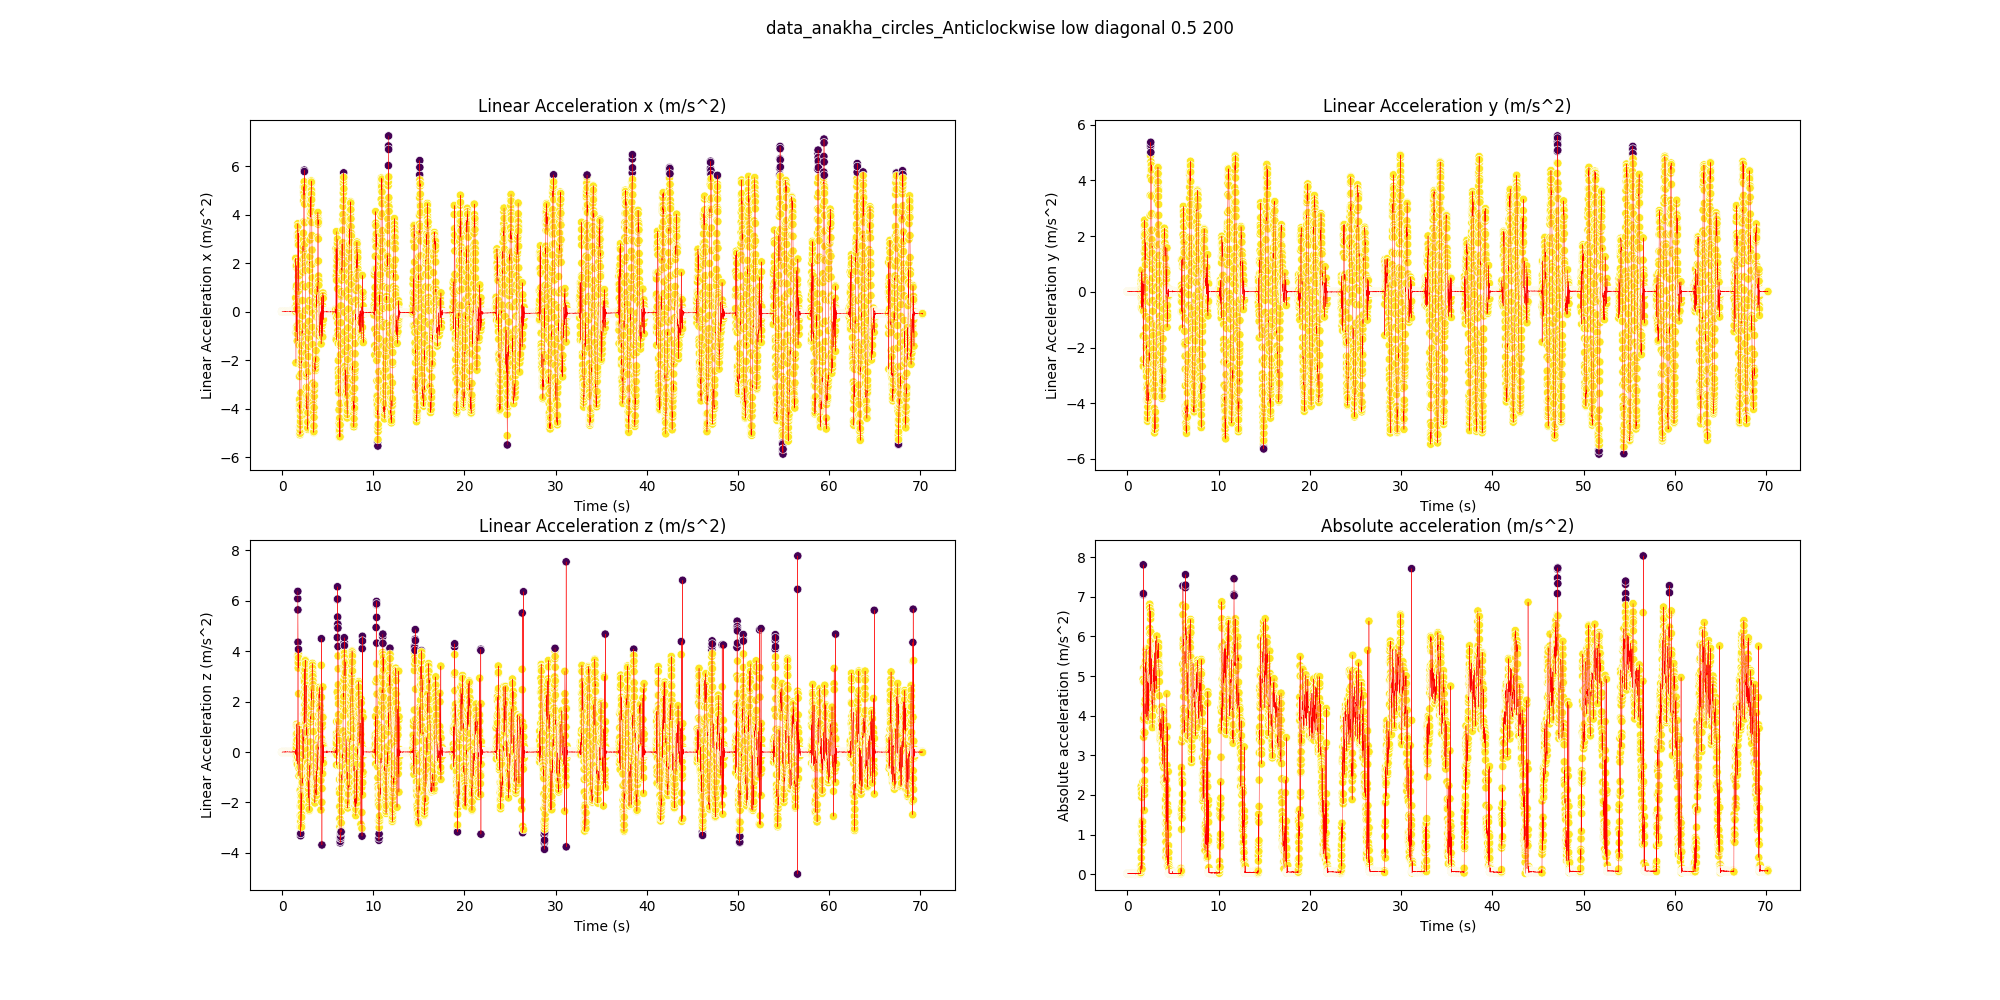 data_anakha_circles_Anticlockwise low diagonal 0.5 200
Linear Acceleration x (m/s^2)
Linear Acceleration x (m/s^2)
6
4
2
0
−2
−4
−6
0 10 20 30 40 50 60 70
Time (s)
Linear Acceleration y (m/s^2)
Linear Acceleration y (m/s^2)
6
4
2
0
−2
−4
−6
0 10 20 30 40 50 60 70
Time (s)
Linear Acceleration z (m/s^2)
Linear Acceleration z (m/s^2)
8
6
4
2
0
−2
−4
0 10 20 30 40 50 60 70
Time (s)
Absolute acceleration (m/s^2)
Absolute acceleration (m/s^2)
8
7
6
5
4
3
2
1
0
0 10 20 30 40 50 60 70
Time (s)